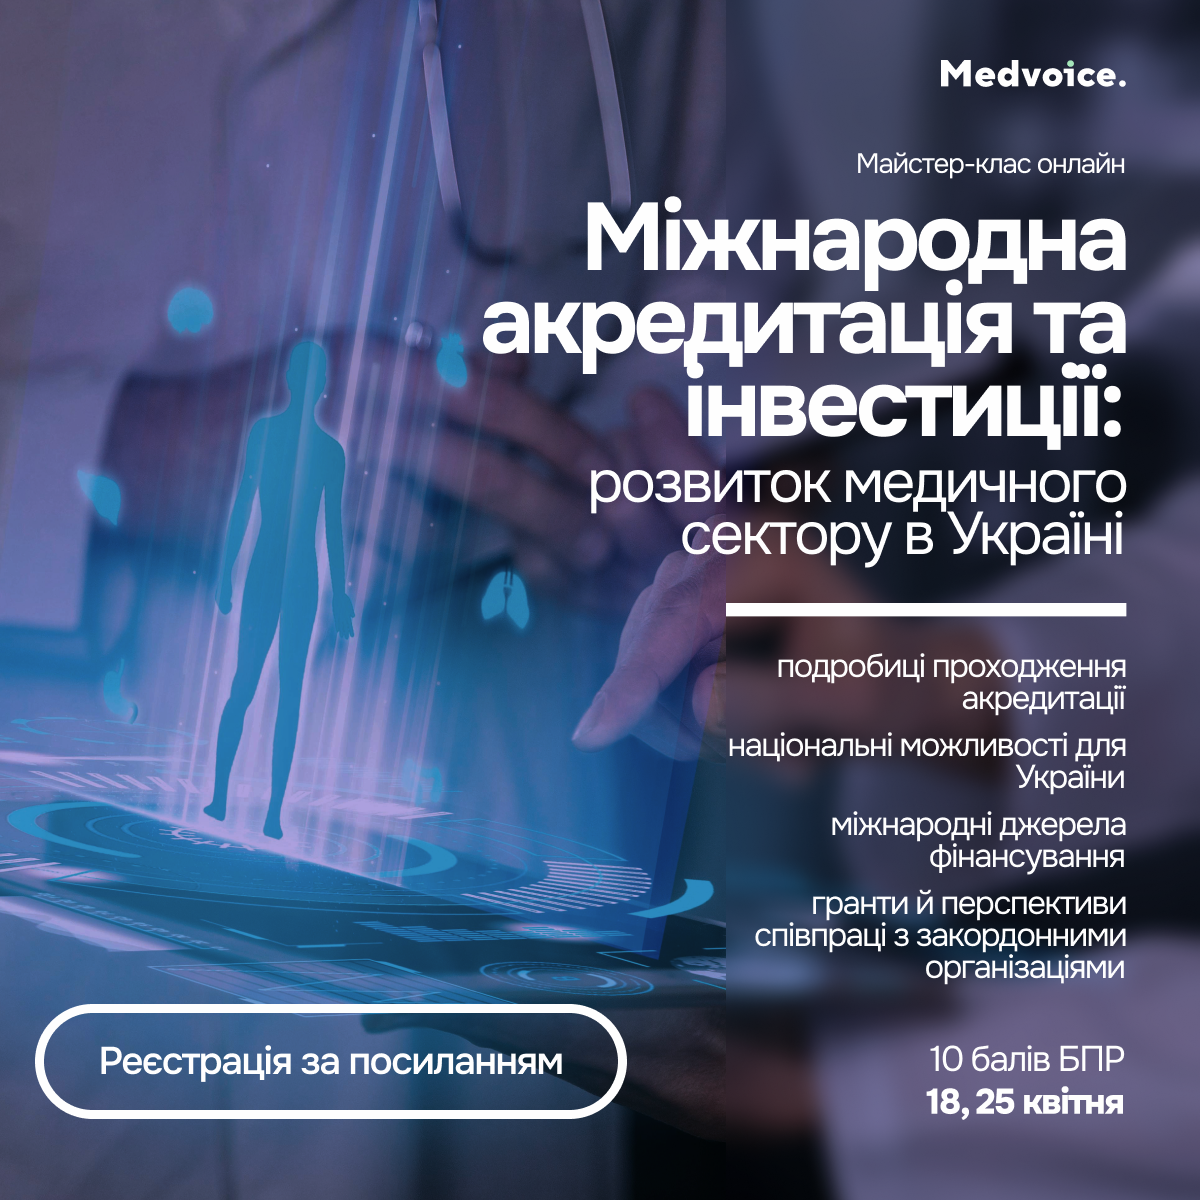 Medvoice.
Майстер-клас онлайн
Міжнародна
акредитація та
інвестиції:
розвиток медичного
сектору в Україні
подробиці проходження
акредитації
національні можливості для
України
міжнародні джерела
фінансування
гранти й перспективи
співпраці з закордонними
організаціями
Реєстрація за посиланням
10 балів БПР
18, 25 квітня